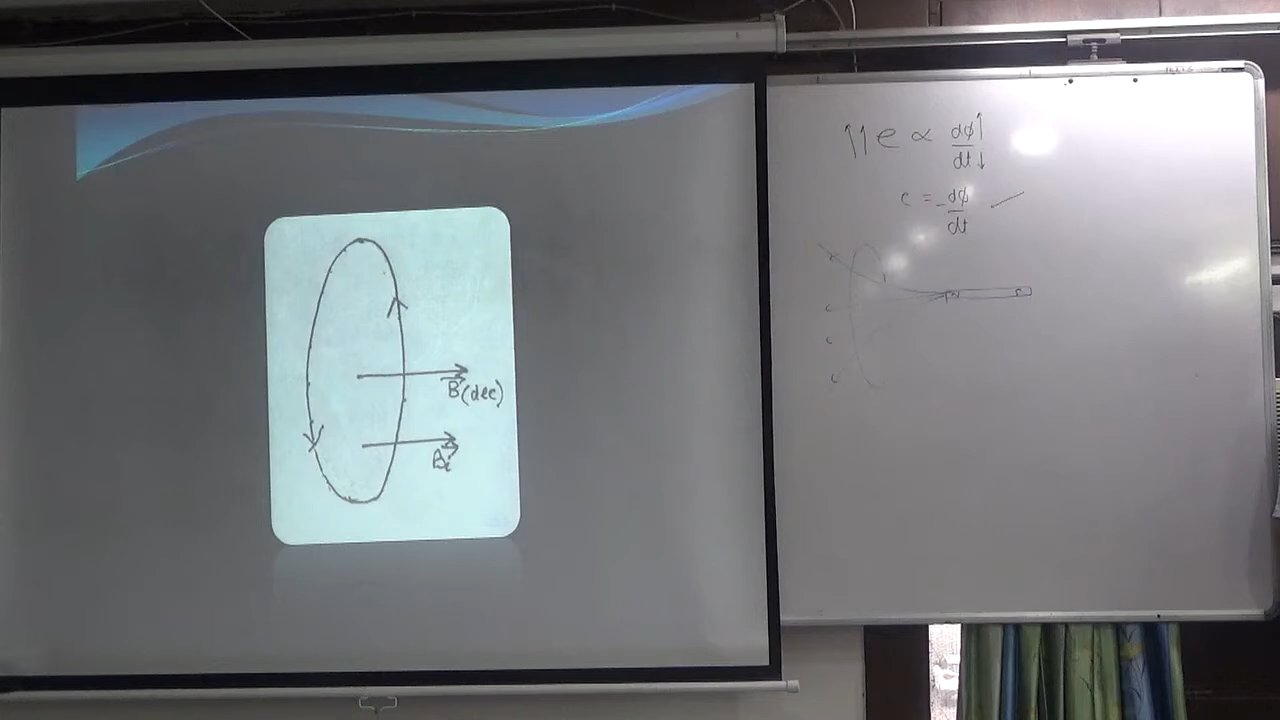 B⃗ (dec)
B⃗i
↑↑ e ∝ dφ↑/dt↓
e = -dφ/dt ✓
N S